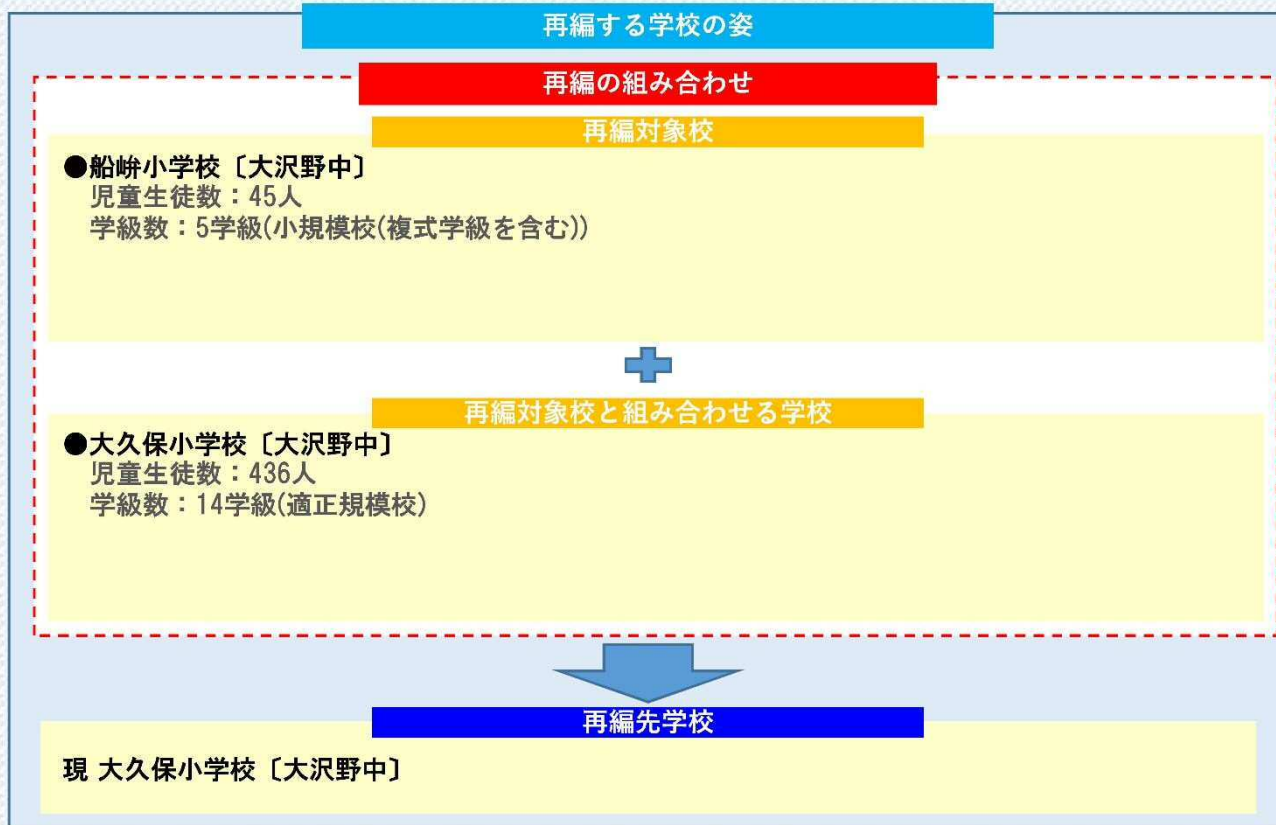 再編する学校の姿
再編の組み合わせ
再編対象校
●船峅小学校〔大沢野中〕
児童生徒数：45人
学級数：5学級(小規模校(複式学級を含む))
再編対象校と組み合わせる学校
●大久保小学校〔大沢野中〕
児童生徒数：436人
学級数：14学級(適正規模校)
再編先学校
現 大久保小学校〔大沢野中〕